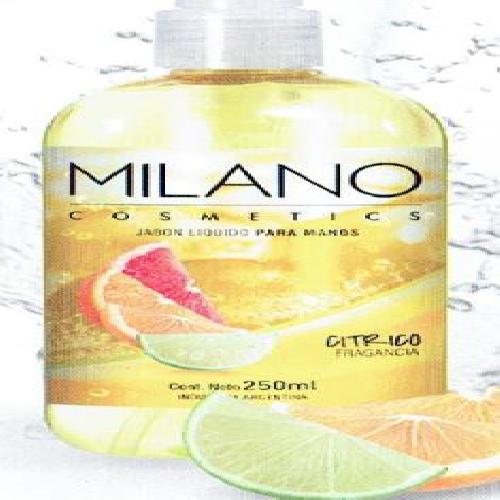 MILANO
COSMETICS
JABON LIQUIDO PARA MANOS
CITRICO
FRAGANCIA
Cont. Neto 250ml
ARGENTINA